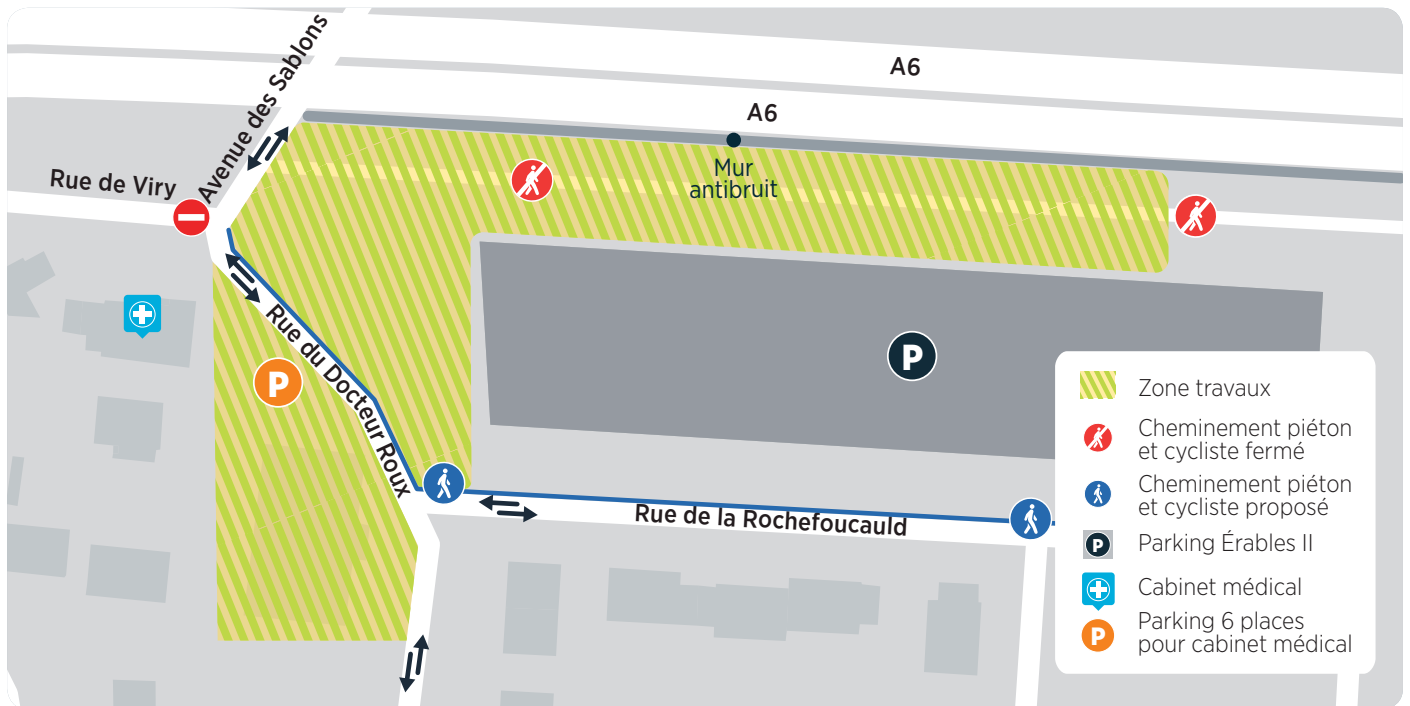 A6
A6
Avenue des Sablons
Mur
antibruit
Rue de Viry
Rue du Docteur Roux
P
P
Rue de la Rochefoucauld
Zone travaux
Cheminement piéton
et cycliste fermé
Cheminement piéton
et cycliste proposé
P
Parking Érables II
Cabinet médical
P
Parking 6 places
pour cabinet médical